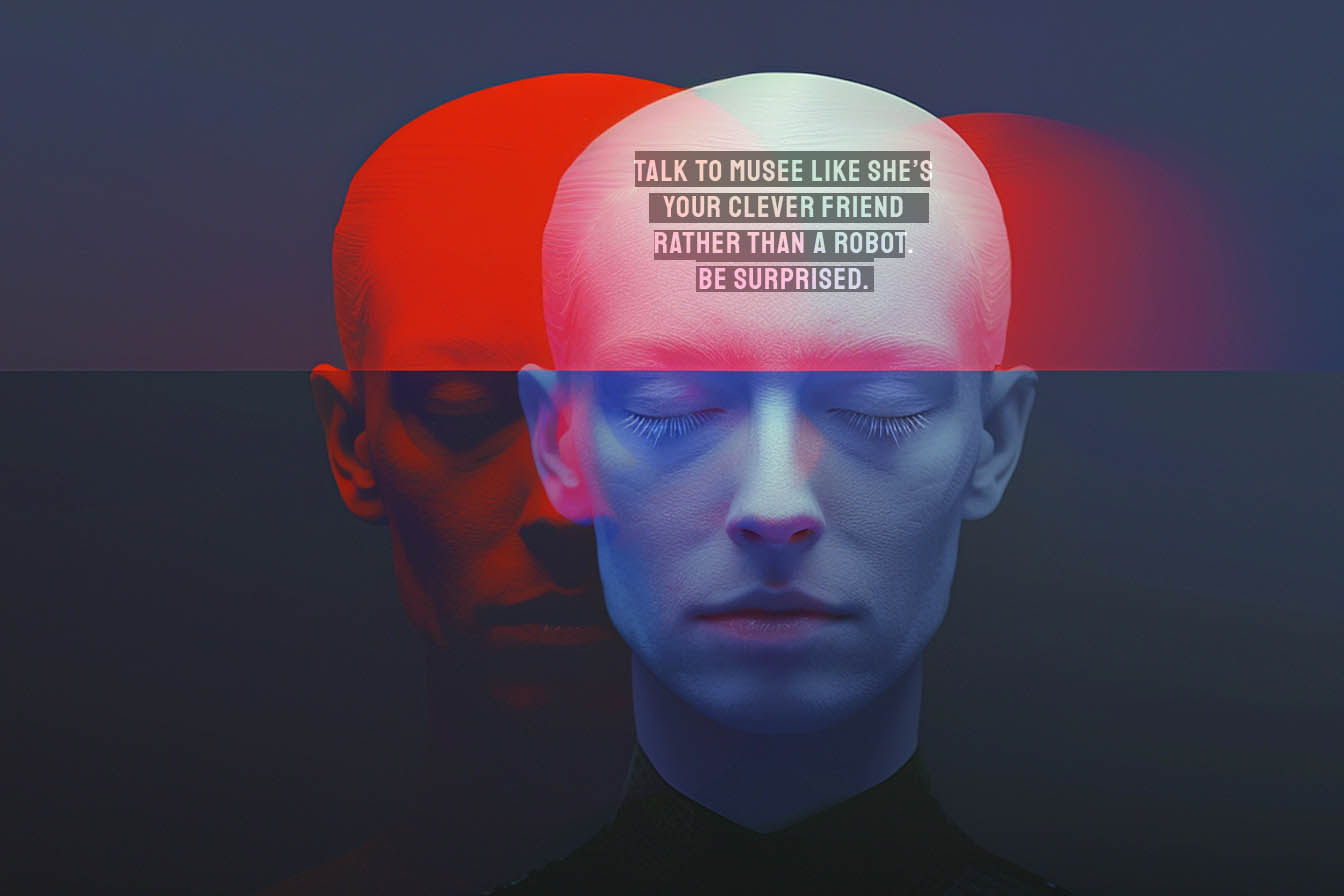 TALK TO MUSEE LIKE SHE’S
YOUR CLEVER FRIEND
RATHER THAN A ROBOT.
BE SURPRISED.